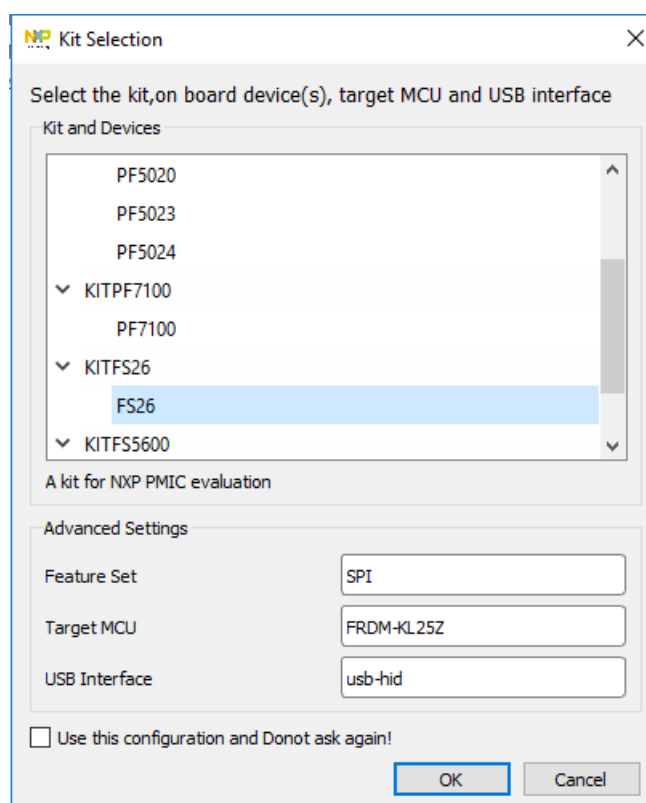 NXP Kit Selection
Select the kit,on board device(s), target MCU and USB interface
Kit and Devices
PF5020
PF5023
PF5024
KITPF7100
PF7100
KITFS26
FS26
KITFS5600
A kit for NXP PMIC evaluation
Advanced Settings
Feature Set SPI
Target MCU FRDM-KL25Z
USB Interface usb-hid
Use this configuration and Donot ask again!
OK Cancel